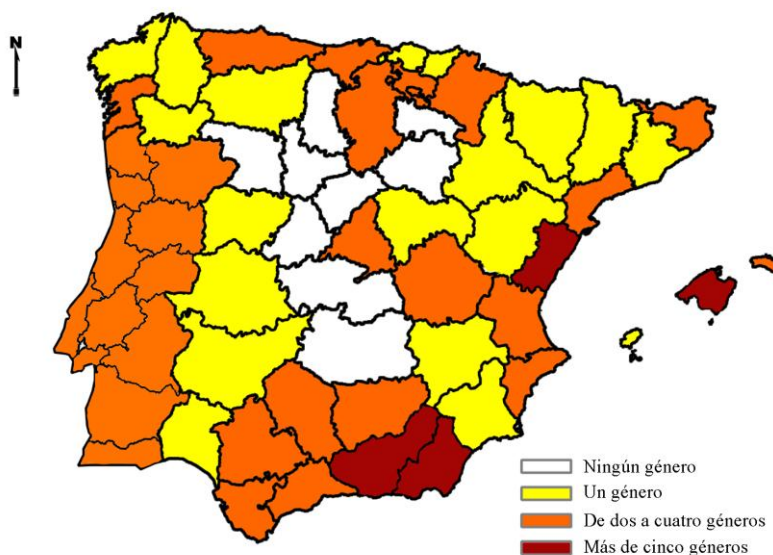 N
Ningún género
Un género
De dos a cuatro géneros
Más de cinco géneros